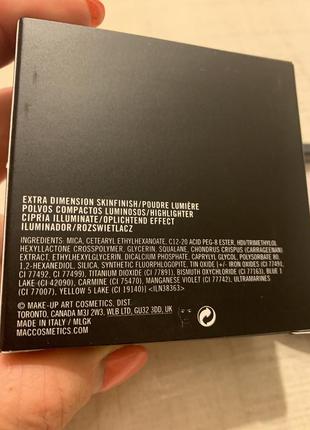 EXTRA DIMENSION SKINFINISH/POUDRE LUMIÈRE
POLVOS COMPACTOS LUMINOSOS/HIGHLIGHTER
CIPRIA ILLUMINATE/OPLICHTEND EFFECT
ILUMINADOR/ROZSWIETLACZ
INGREDIENTS: MICA, CETEARYL ETHYLHEXANOATE, C12-20 ACID PEG-8 ESTER, HDI/TRIMETHYLOL
HEXYLLACTONE CROSSPOLYMER, GLYCERIN, SQUALANE, CHONDRUS CRISPUS (CARRAGEENAN)
EXTRACT, ETHYLHEXYLGLYCERIN, DICALCIUM PHOSPHATE, CAPRYLYL GLYCOL, POLYSORBATE 80,
1,2-HEXANEDIOL, SILICA, SYNTHETIC FLUORPHLOGOPITE, TIN OXIDE [+/- IRON OXIDES (CI 77491,
CI 77492, CI 77499), TITANIUM DIOXIDE (CI 77891), BISMUTH OXYCHLORIDE (CI 77163), BLUE 1
LAKE (CI 42090), CARMINE (CI 75470), MANGANESE VIOLET (CI 77742), ULTRAMARINES
(CI 77007), YELLOW 5 LAKE (CI 19140)] <ILN38363>
© MAKE-UP ART COSMETICS, DIST.
TORONTO, CANADA M3J 2W3, WLB LTD, GU32 3DD, UK
MADE IN ITALY / MLGK
MACCOSMETICS.COM